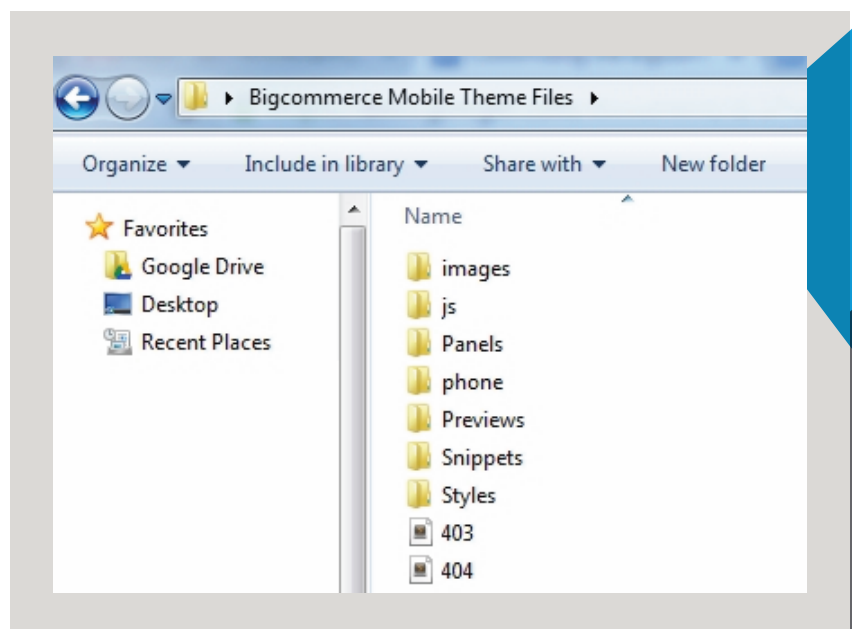 Bigcommerce Mobile Theme Files
Organize Include in library Share with New folder
Favorites
Google Drive
Desktop
Recent Places
Name
images
js
Panels
phone
Previews
Snippets
Styles
403
404